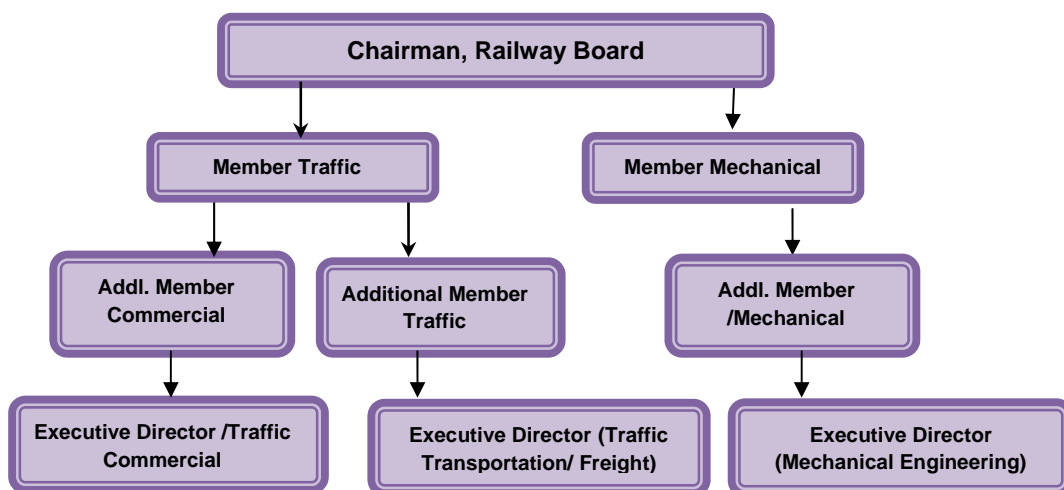 Chairman, Railway Board
Member Traffic
Member Mechanical
Addl. Member
Commercial
Additional Member
Traffic
Addl. Member
/Mechanical
Executive Director /Traffic
Commercial
Executive Director (Traffic
Transportation/ Freight)
Executive Director
(Mechanical Engineering)